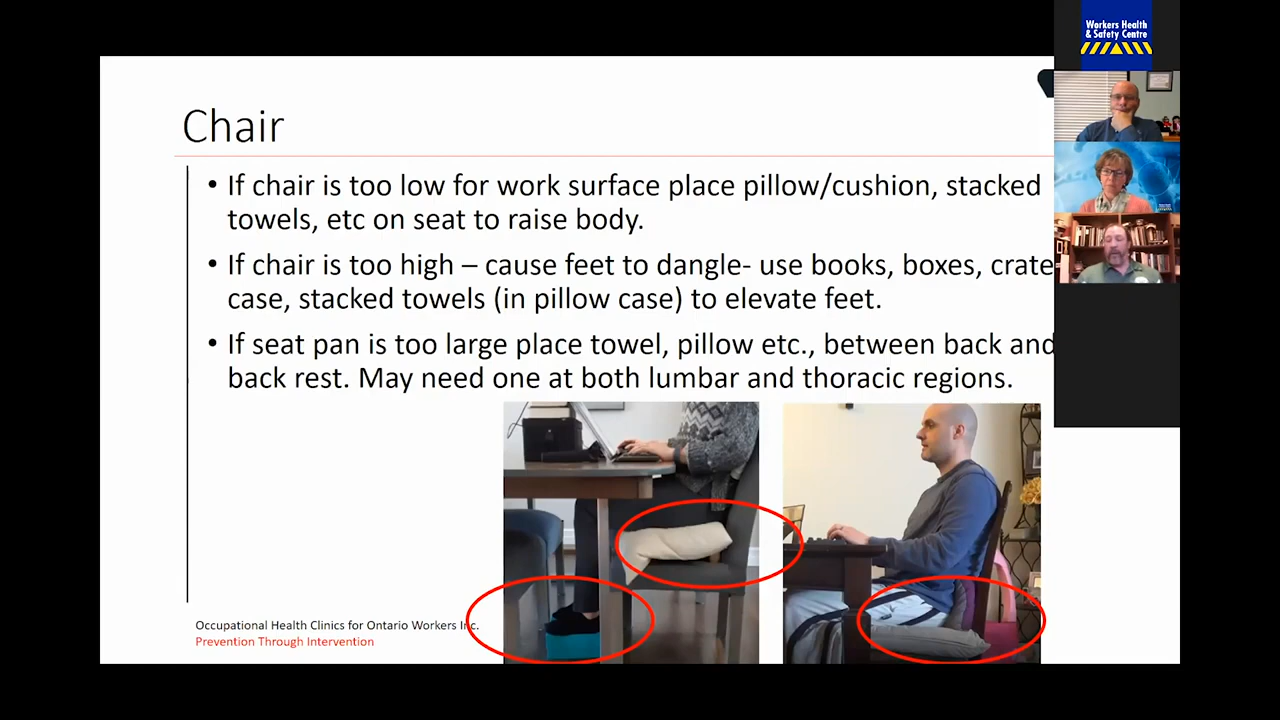 Workers Health
& Safety Centre
Chair
• If chair is too low for work surface place pillow/cushion, stacked
towels, etc on seat to raise body.
• If chair is too high – cause feet to dangle- use books, boxes, crate
case, stacked towels (in pillow case) to elevate feet.
• If seat pan is too large place towel, pillow etc., between back and
back rest. May need one at both lumbar and thoracic regions.
Occupational Health Clinics for Ontario Workers Inc.
Prevention Through Intervention